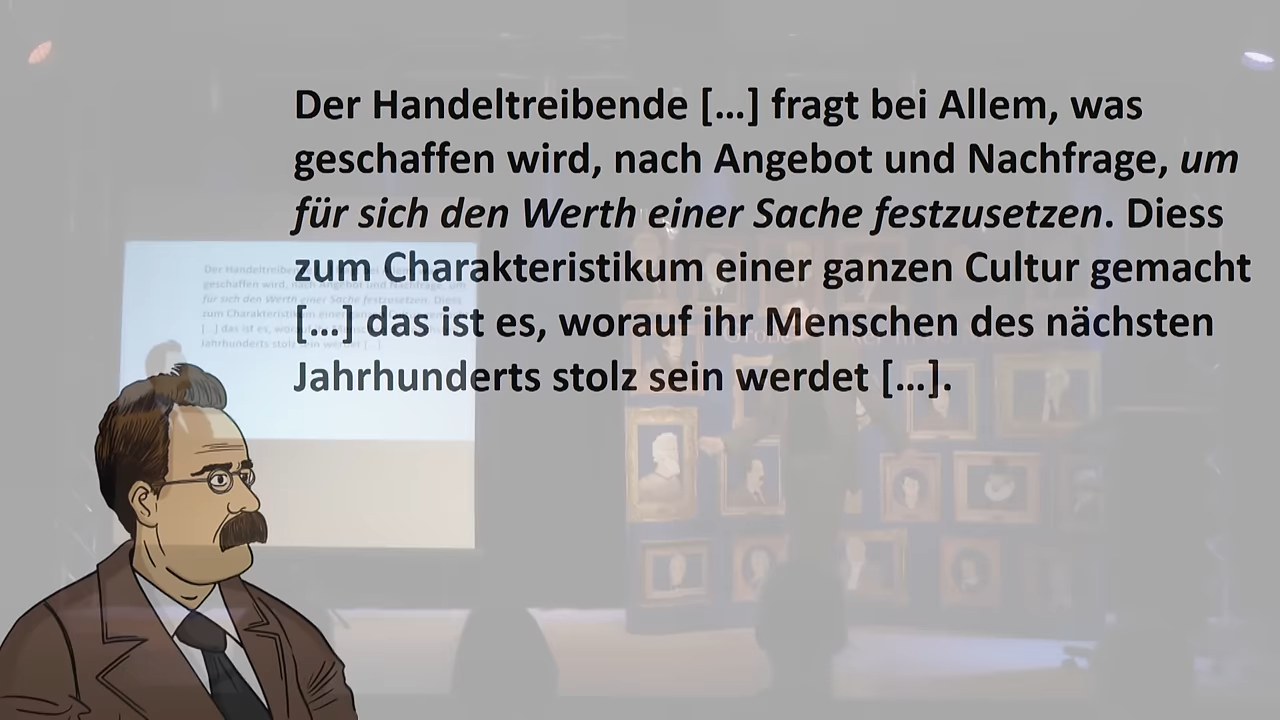 Der Handeltreibende [...] fragt bei Allem, was
geschaffen wird, nach Angebot und Nachfrage, um
für sich den Werth einer Sache festzusetzen. Diess
zum Charakteristikum einer ganzen Cultur gemacht
[...] das ist es, worauf ihr Menschen des nächsten
Jahrhunderts stolz sein werdet [...].